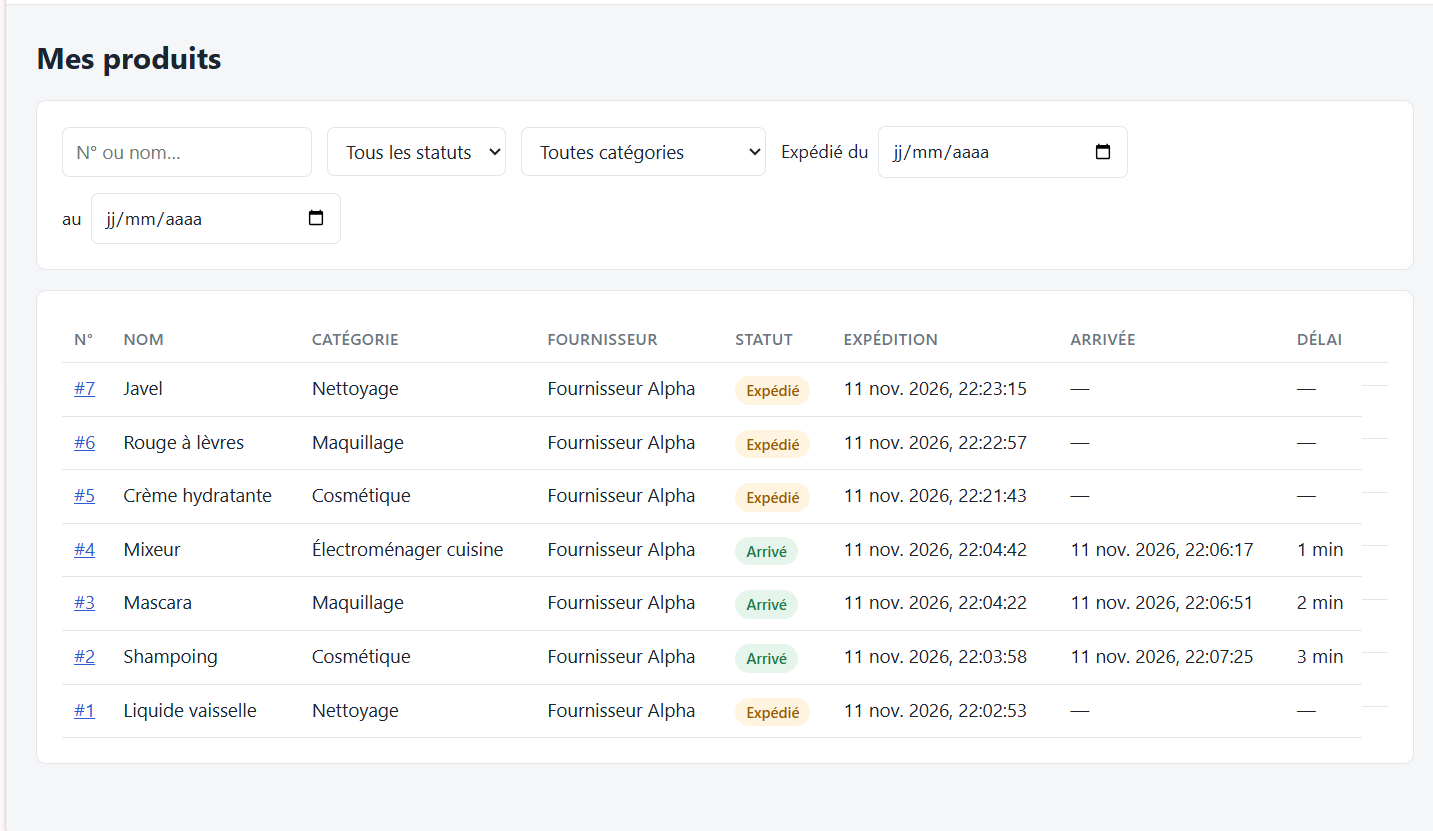 Mes produits
N° ou nom... Tous les statuts Toutes catégories Expédié du jj/mm/aaaa
au jj/mm/aaaa
N° NOM CATÉGORIE FOURNISSEUR STATUT EXPÉDITION ARRIVÉE DÉLAI
#7 Javel Nettoyage Fournisseur Alpha Expédié 11 nov. 2026, 22:23:15 — —
#6 Rouge à lèvres Maquillage Fournisseur Alpha Expédié 11 nov. 2026, 22:22:57 — —
#5 Crème hydratante Cosmétique Fournisseur Alpha Expédié 11 nov. 2026, 22:21:43 — —
#4 Mixeur Électroménager cuisine Fournisseur Alpha Arrivé 11 nov. 2026, 22:04:42 11 nov. 2026, 22:06:17 1 min
#3 Mascara Maquillage Fournisseur Alpha Arrivé 11 nov. 2026, 22:04:22 11 nov. 2026, 22:06:51 2 min
#2 Shampoing Cosmétique Fournisseur Alpha Arrivé 11 nov. 2026, 22:03:58 11 nov. 2026, 22:07:25 3 min
#1 Liquide vaisselle Nettoyage Fournisseur Alpha Expédié 11 nov. 2026, 22:02:53 — —